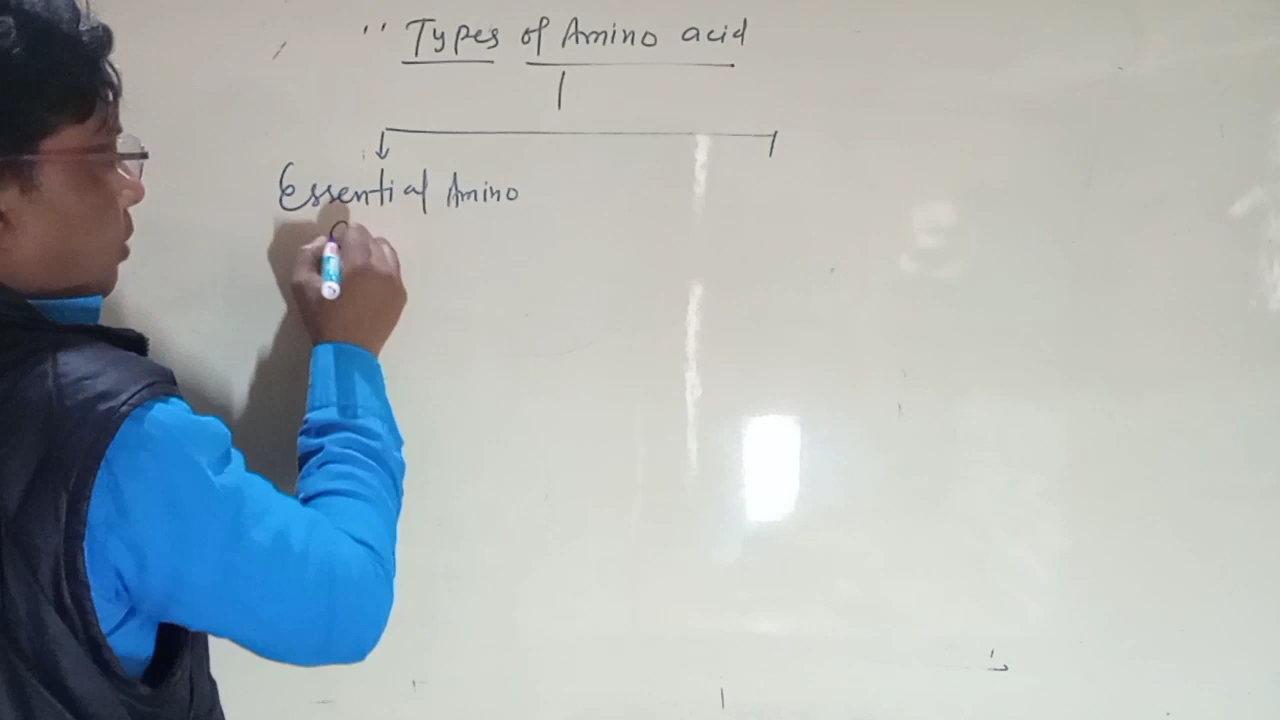 " Types of Amino acid
Essential Amino